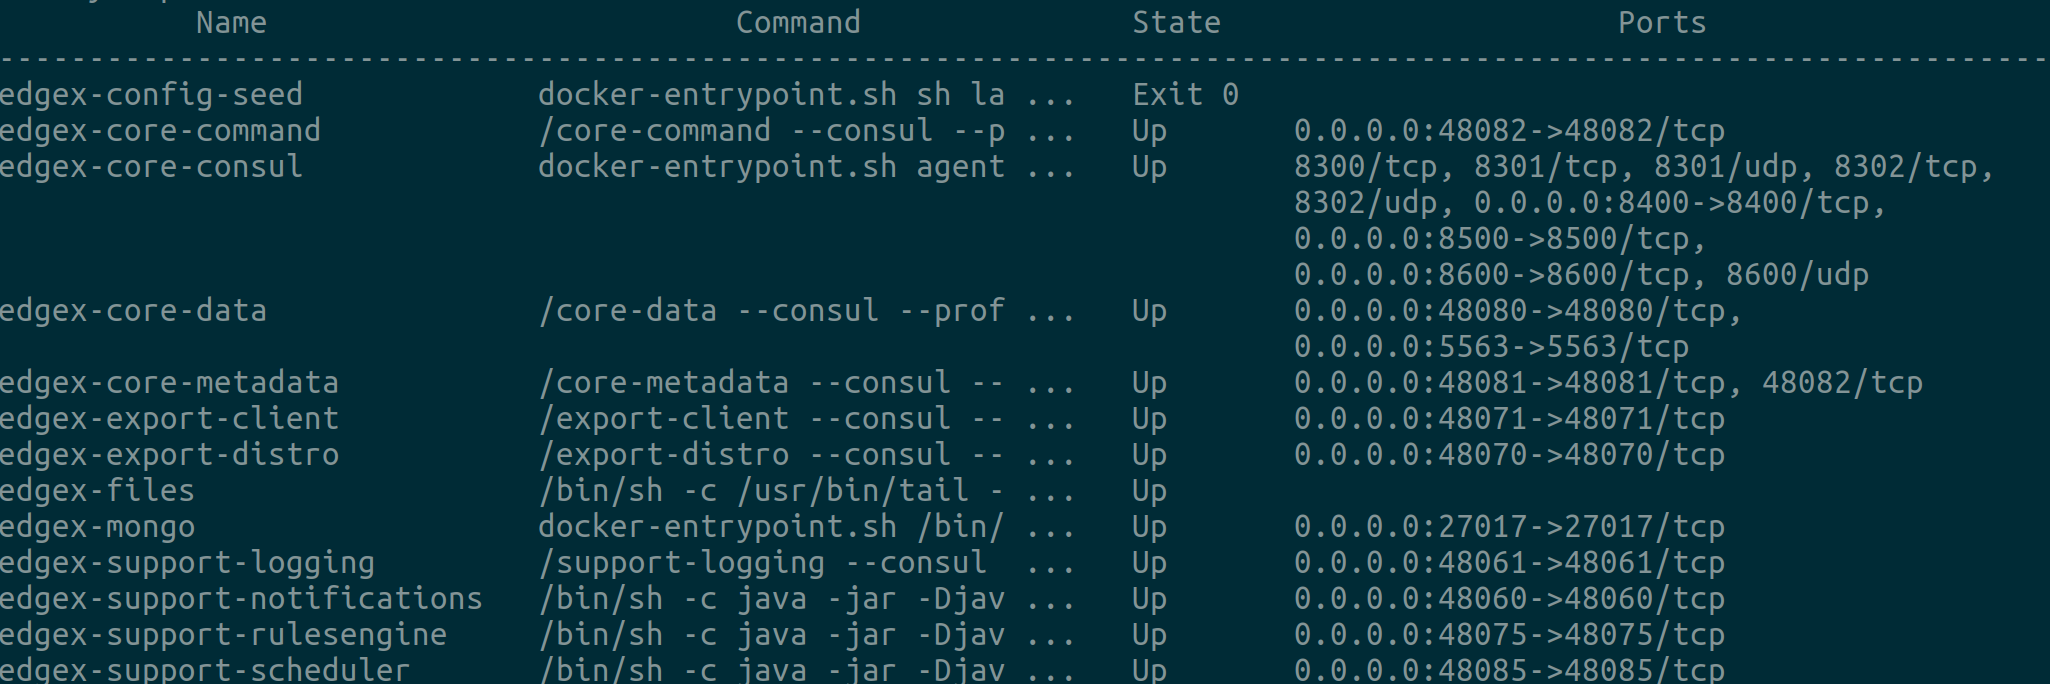 Name Command State Ports
------------------------------------------------------------------------------------------------------------------
edgex-config-seed docker-entrypoint.sh sh la ... Exit 0
edgex-core-command /core-command --consul --p ... Up 0.0.0.0:48082->48082/tcp
edgex-core-consul docker-entrypoint.sh agent ... Up 8300/tcp, 8301/tcp, 8301/udp, 8302/tcp,
8302/udp, 0.0.0.0:8400->8400/tcp,
0.0.0.0:8500->8500/tcp,
0.0.0.0:8600->8600/tcp, 8600/udp
edgex-core-data /core-data --consul --prof ... Up 0.0.0.0:48080->48080/tcp,
0.0.0.0:5563->5563/tcp
edgex-core-metadata /core-metadata --consul -- ... Up 0.0.0.0:48081->48081/tcp, 48082/tcp
edgex-export-client /export-client --consul -- ... Up 0.0.0.0:48071->48071/tcp
edgex-export-distro /export-distro --consul -- ... Up 0.0.0.0:48070->48070/tcp
edgex-files /bin/sh -c /usr/bin/tail - ... Up
edgex-mongo docker-entrypoint.sh /bin/ ... Up 0.0.0.0:27017->27017/tcp
edgex-support-logging /support-logging --consul ... Up 0.0.0.0:48061->48061/tcp
edgex-support-notifications /bin/sh -c java -jar -Djav ... Up 0.0.0.0:48060->48060/tcp
edgex-support-rulesengine /bin/sh -c java -jar -Djav ... Up 0.0.0.0:48075->48075/tcp
edgex-support-scheduler /bin/sh -c java -jar -Djav ... Up 0.0.0.0:48085->48085/tcp